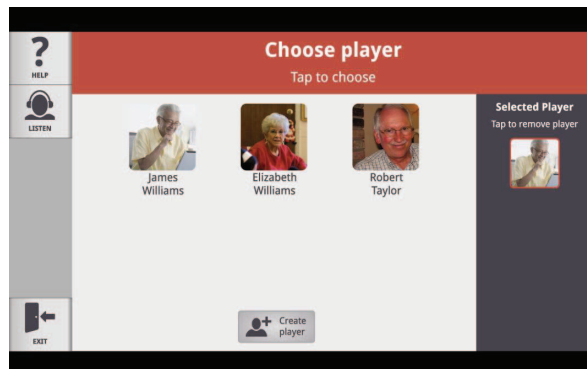 Choose player
Tap to choose
HELP
LISTEN
EXIT
James
Williams
Elizabeth
Williams
Robert
Taylor
Create
player
Selected Player
Tap to remove player